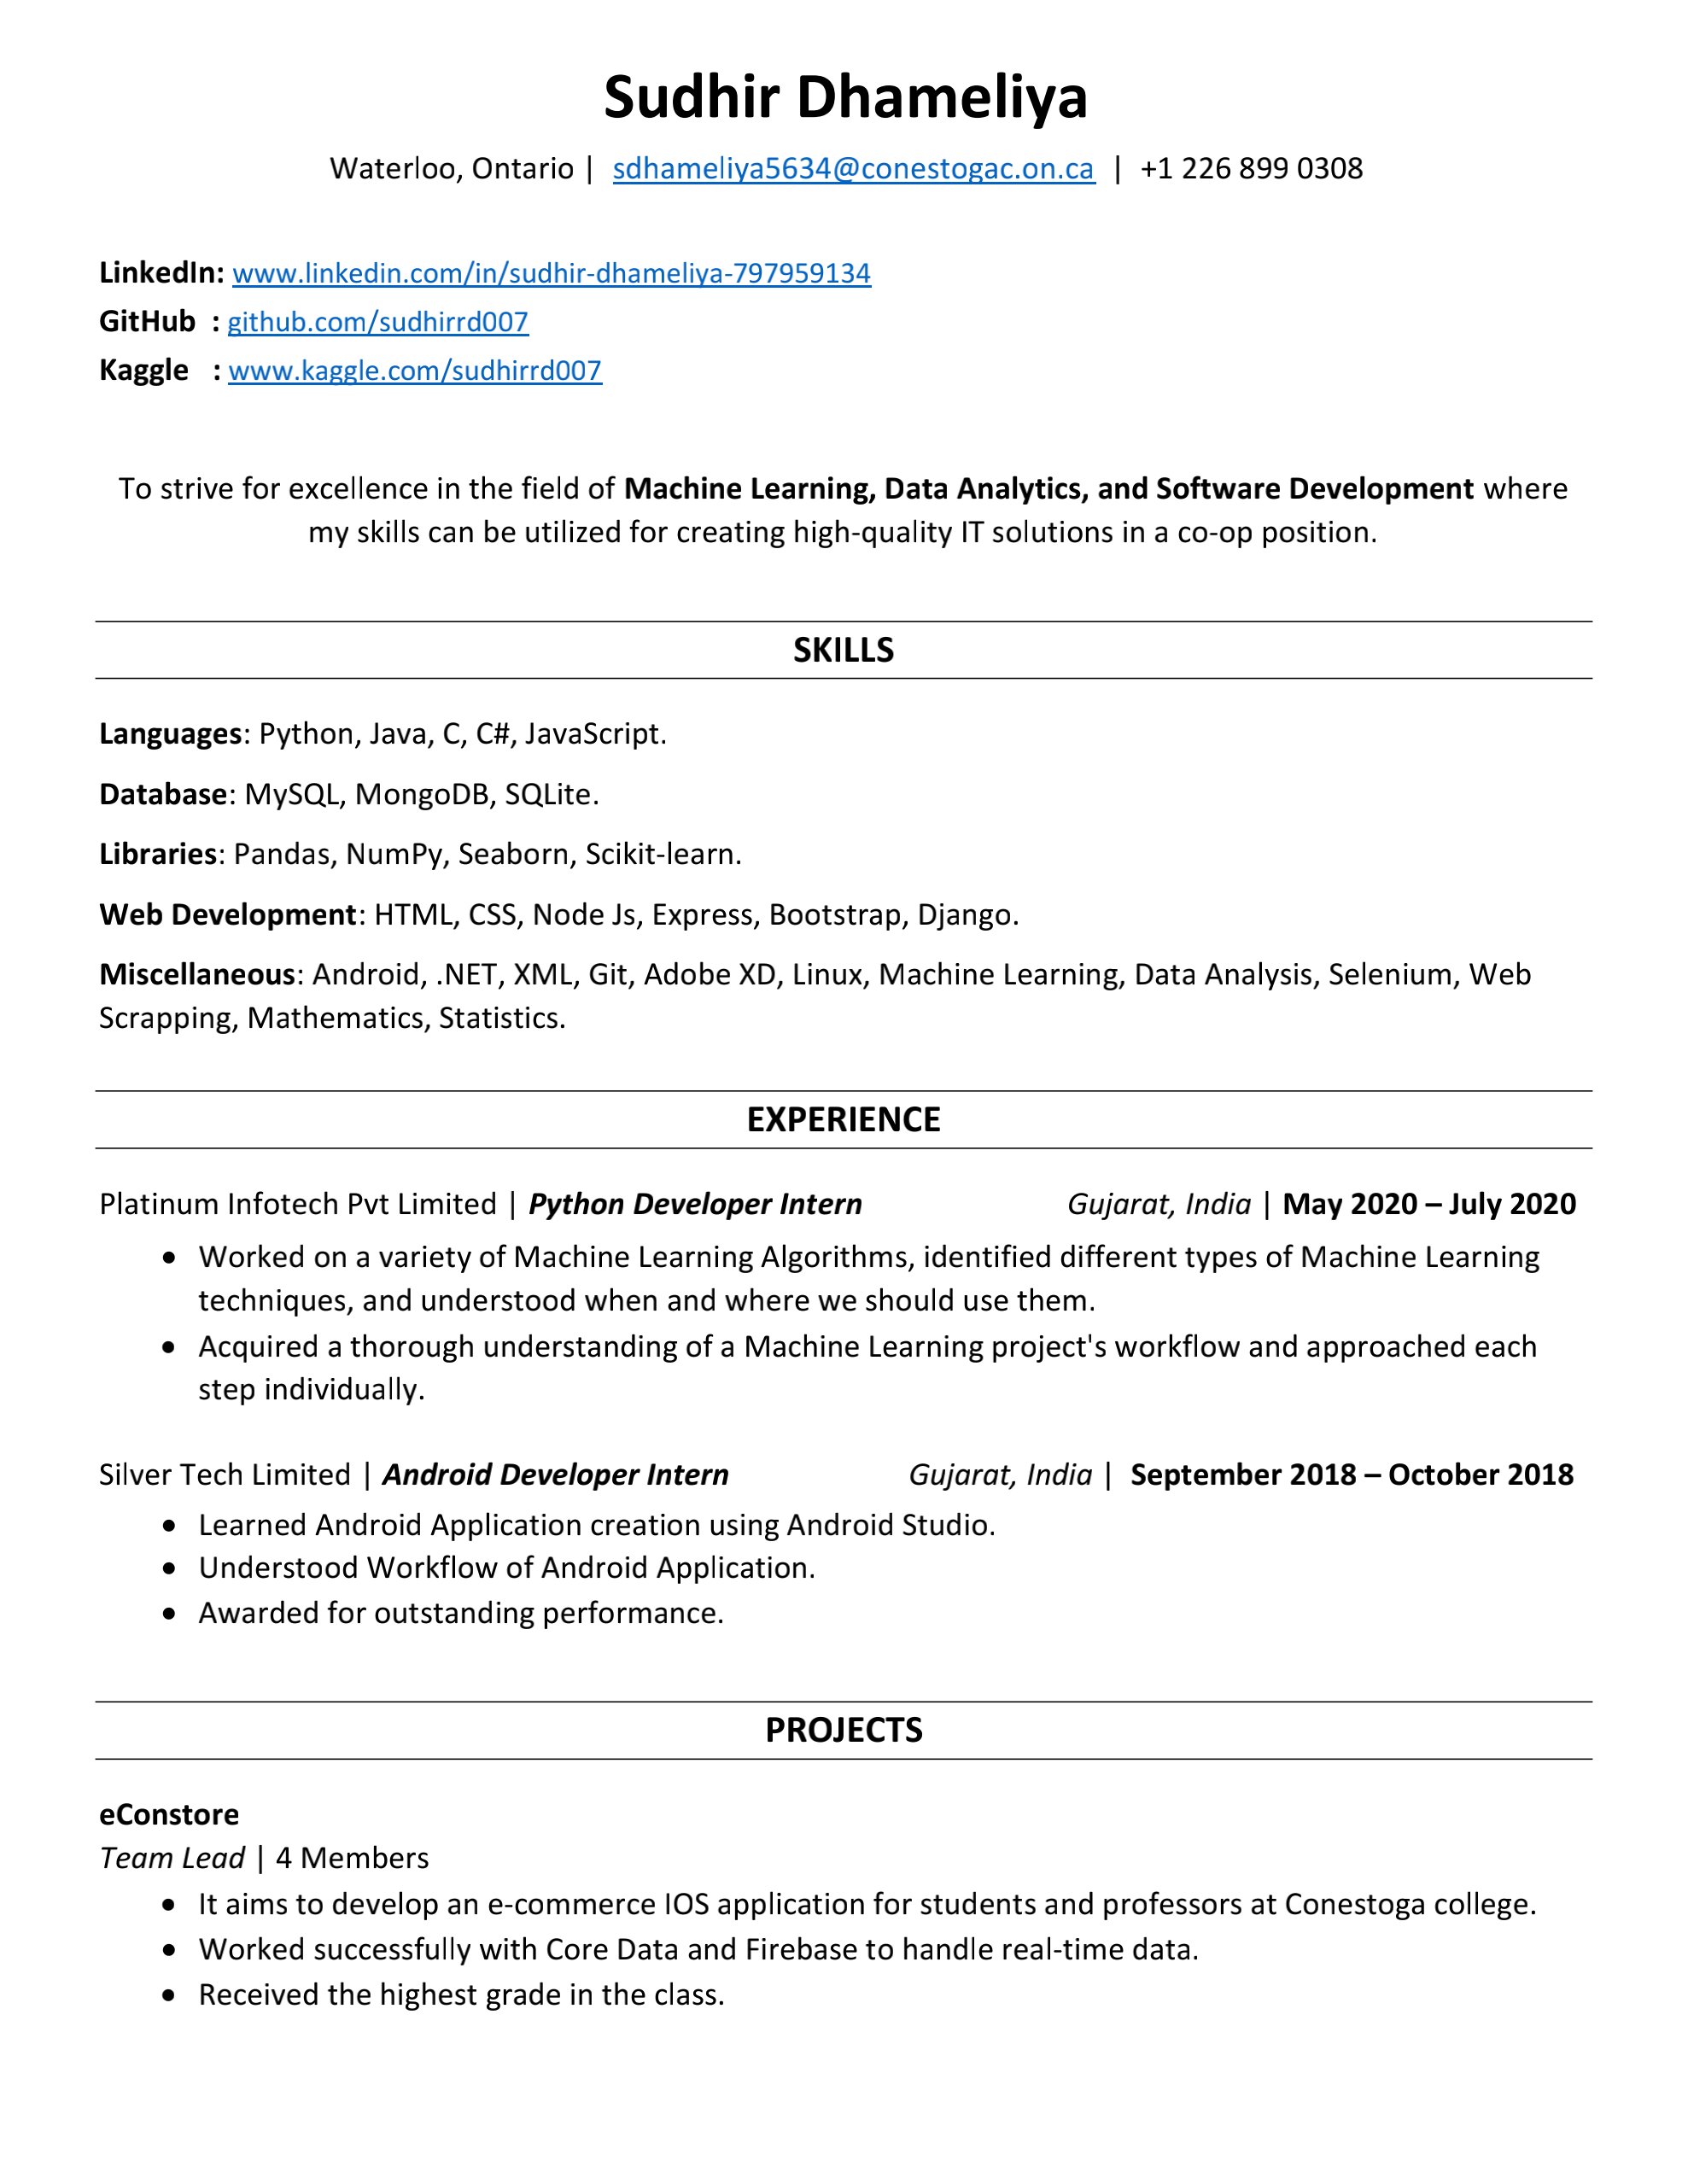 Sudhir Dhameliya
Waterloo, Ontario | sdhameliya5634@conestogac.on.ca | +1 226 899 0308
LinkedIn: www.linkedin.com/in/sudhir-dhameliya-797959134
GitHub : github.com/sudhirrd007
Kaggle : www.kaggle.com/sudhirrd007
To strive for excellence in the field of Machine Learning, Data Analytics, and Software Development where
my skills can be utilized for creating high-quality IT solutions in a co-op position.
SKILLS
Languages: Python, Java, C, C#, JavaScript.
Database: MySQL, MongoDB, SQLite.
Libraries: Pandas, NumPy, Seaborn, Scikit-learn.
Web Development: HTML, CSS, Node Js, Express, Bootstrap, Django.
Miscellaneous: Android, .NET, XML, Git, Adobe XD, Linux, Machine Learning, Data Analysis, Selenium, Web
Scrapping, Mathematics, Statistics.
EXPERIENCE
Platinum Infotech Pvt Limited | Python Developer Intern Gujarat, India | May 2020 – July 2020
• Worked on a variety of Machine Learning Algorithms, identified different types of Machine Learning
techniques, and understood when and where we should use them.
• Acquired a thorough understanding of a Machine Learning project's workflow and approached each
step individually.
Silver Tech Limited | Android Developer Intern Gujarat, India | September 2018 – October 2018
• Learned Android Application creation using Android Studio.
• Understood Workflow of Android Application.
• Awarded for outstanding performance.
PROJECTS
eConstore
Team Lead | 4 Members
• It aims to develop an e-commerce IOS application for students and professors at Conestoga college.
• Worked successfully with Core Data and Firebase to handle real-time data.
• Received the highest grade in the class.